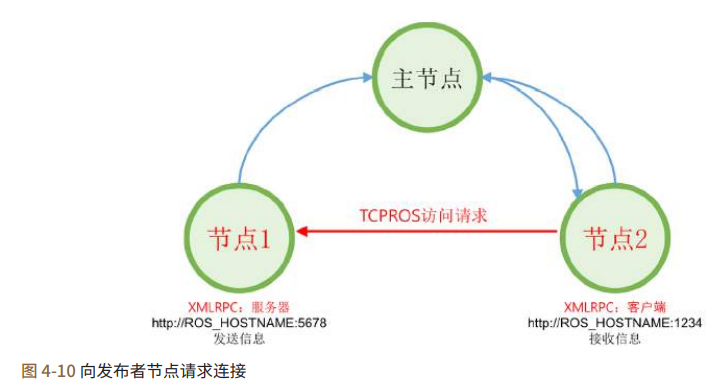 主节点
TCPROS访问请求
节点1
节点2
XMLRPC：服务器
http://ROS_HOSTNAME:5678
发送信息
XMLRPC：客户端
http://ROS_HOSTNAME:1234
接收信息
图 4-10 向发布者节点请求连接